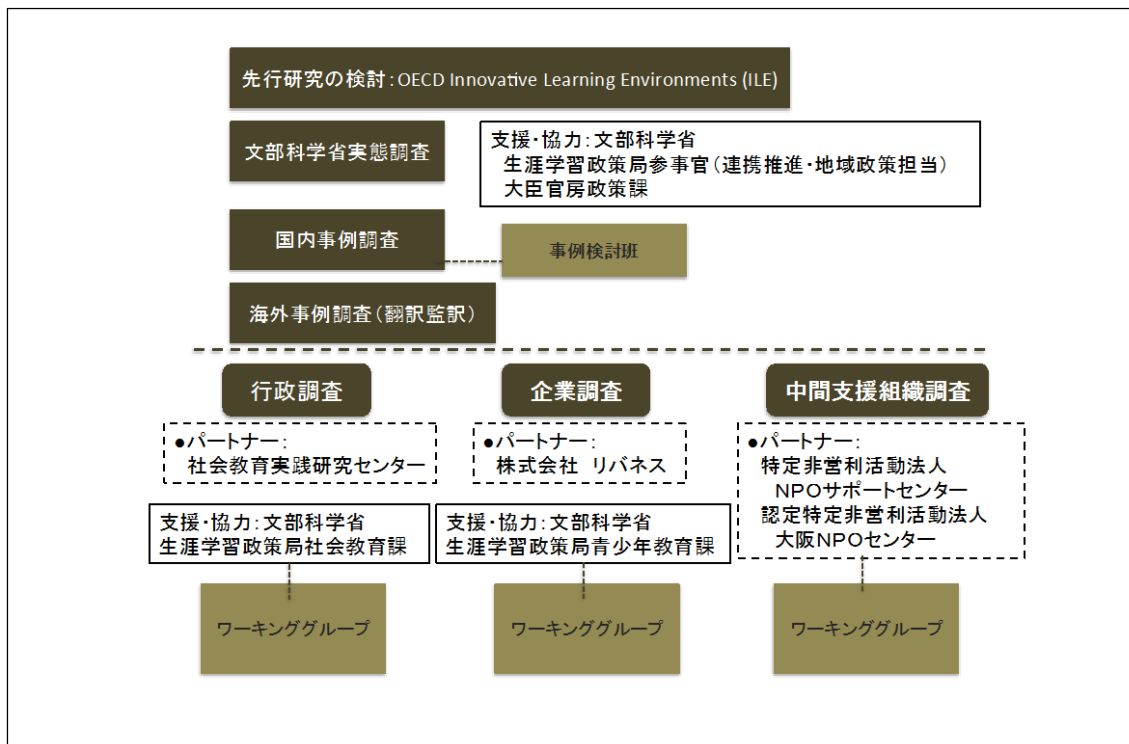 先行研究の検討：OECD Innovative Learning Environments (ILE)
文部科学省実態調査
支援・協力：文部科学省
生涯学習政策局参事官（連携推進・地域政策担当）
大臣官房政策課
国内事例調査
事例検討班
海外事例調査（翻訳監訳）
行政調査
●パートナー：
社会教育実践研究センター
支援・協力：文部科学省
生涯学習政策局社会教育課
ワーキンググループ
企業調査
●パートナー：
株式会社 リバネス
支援・協力：文部科学省
生涯学習政策局青少年教育課
ワーキンググループ
中間支援組織調査
●パートナー：
特定非営利活動法人
NPOサポートセンター
認定特定非営利活動法人
大阪NPOセンター
ワーキンググループ